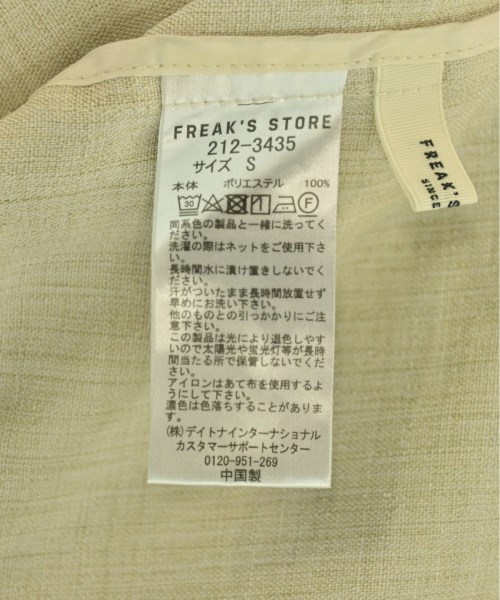 FREAK'S STORE
212-3435
サイズ S
本体 ポリエステル 100%
30 F
同系色の製品と一緒に洗ってく
ださい。
洗濯の際はネットをご使用下さ
い。
長時間水に漬け置きしないでく
ださい。
汗がついたまま長時間放置せず
早めにお洗い下さい。
他のものとの引っかかりにご注
意下さい。
この製品は光により退色しやす
いので太陽光や蛍光灯等が長時
間当たる所で保管しないでくだ
さい。
アイロンはあて布を使用するよ
うにして下さい。
濃色は色落ちすることがありま
す。
(株)デイトナインターナショナル
カスタマーサポートセンター
0120-951-269
中国製
FREAK'S S
SINCE